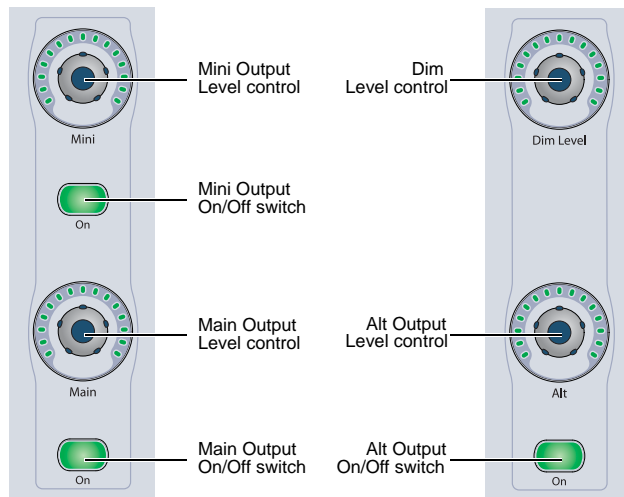 Mini Output
Level control
Dim
Level control
Mini
Dim Level
Mini Output
On/Off switch
On
Main Output
Level control
Alt Output
Level control
Main
Alt
Main Output
On/Off switch
Alt Output
On/Off switch
On
On